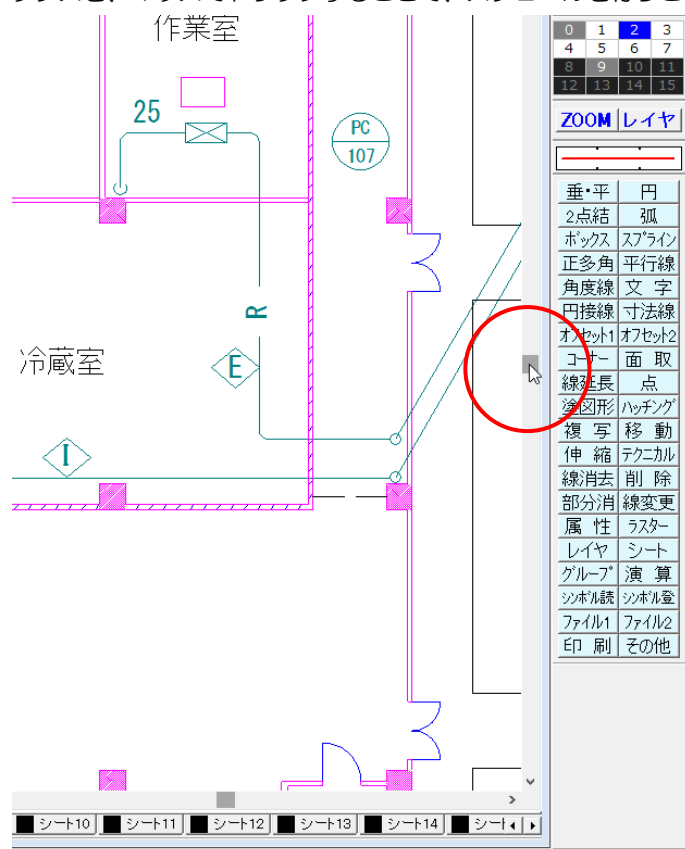 作業室
25
PC
107
R
冷蔵室
E
I
0 1 2 3
4 5 6 7
8 9 10 11
12 13 14 15
ZOOM レイヤ
垂・平 円
2点結 弧
ボックス スプライン
正多角 平行線
角度線 文 字
円接線 寸法線
オフセット1 オフセット2
コーナー 面 取
線延長 点
塗図形 ハッチング
複 写 移 動
伸 縮 テクニカル
線消去 削 除
部分消 線変更
属 性 ラスター
レイヤ シート
グループ 演 算
シンボル読 シンボル登
ファイル1 ファイル2
印 刷 その他
シート10 シート11 シート12 シート13 シート14 シート